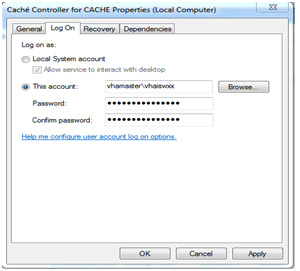 Caché Controller for CACHE Properties (Local Computer)
General Log On Recovery Dependencies
Log on as:
Local System account
Allow service to interact with desktop
This account: vhamaster\vhaiswxx Browse...
Password: •••••••••••••••
Confirm password: •••••••••••••••
Help me configure user account log on options.
OK Cancel Apply